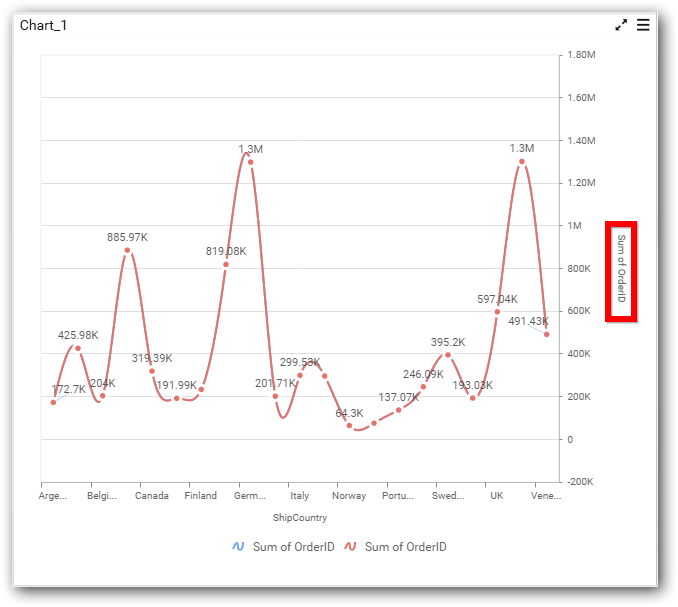 Chart_1
1.80M
1.60M
1.40M
1.20M
1M
800K
600K
400K
200K
0
-200K
Sum of OrderID
172.7K
425.98K
204K
885.97K
319.39K
191.99K
819.08K
1.3M
201.71K
299.53K
64.3K
137.07K
246.09K
395.2K
193.03K
597.04K
1.3M
491.43K
Arge... Belgi... Canada Finland Germ... Italy Norway Portu... Swed... UK Vene...
ShipCountry
Sum of OrderID Sum of OrderID